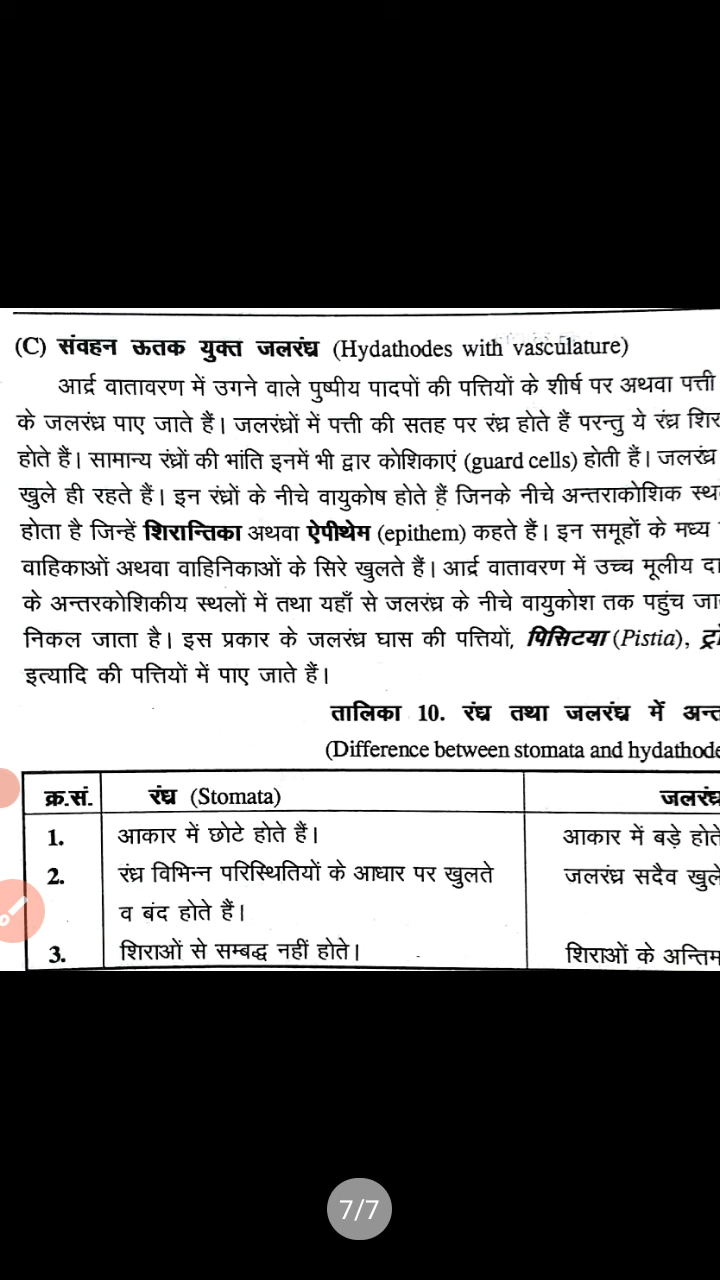 (C) संवहन ऊतक युक्त जलरंध्र (Hydathodes with vasculature)
आर्द्र वातावरण में उगने वाले पुष्पीय पादपों की पत्तियों के शीर्ष पर अथवा पत्ती
के जलरंध्र पाए जाते हैं। जलरंध्रों में पत्ती की सतह पर रंध्र होते हैं परन्तु ये रंध्र
होते हैं। सामान्य रंध्रों की भांति इनमें भी द्वार कोशिकाएं (guard cells) होती हैं। जलरंध्र
खुले ही रहते हैं। इन रंध्रों के नीचे वायुकोष होते हैं जिनके नीचे अन्तराकोशिक
होता है जिन्हें शिरान्तिका अथवा ऐपीथेम (epithem) कहते हैं। इन समूहों के मध्य
वाहिकाओं अथवा वाहिनिकाओं के सिरे खुलते हैं। आर्द्र वातावरण में उच्च मूलीय
के अन्तरकोशिकीय स्थलों में तथा यहाँ से जलरंध्र के नीचे वायुकोश तक पहुंच
निकल जाता है। इस प्रकार के जलरंध्र घास की पत्तियों, पिसिटया (Pistia),
इत्यादि की पत्तियों में पाए जाते हैं।
तालिका 10. रंध्र तथा जलरंध्र में
(Difference between stomata and
क्र.सं. रंध्र (Stomata) जलरंध्र
1. आकार में छोटे होते हैं। आकार में बड़े होते
2. रंध्र विभिन्न परिस्थितियों के आधार पर खुलते जलरंध्र सदैव खुले
व बंद होते हैं।
3. शिराओं से सम्बद्ध नहीं होते। शिराओं के अन्तिम
7/7